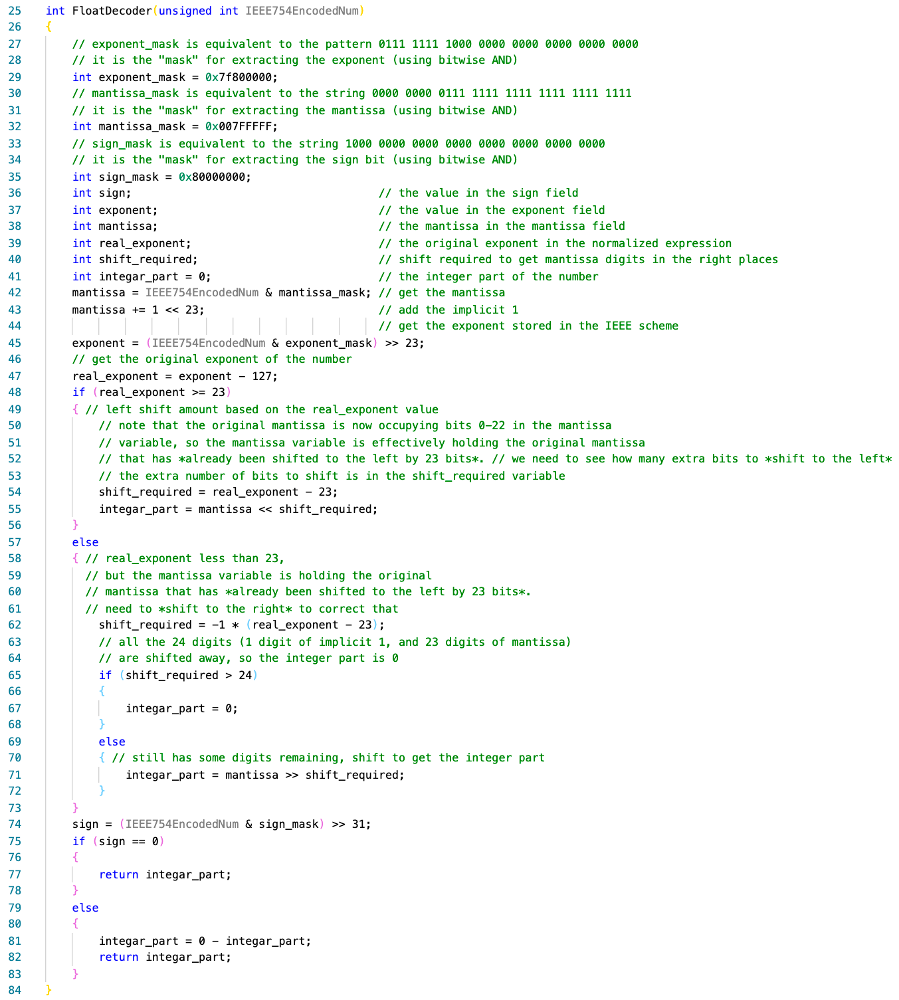 25 int FloatDecoder(unsigned int IEEE754EncodedNum)
26 {
27 // exponent_mask is equivalent to the pattern 0111 1111 1000 0000 0000 0000 0000 0000
28 // it is the "mask" for extracting the exponent (using bitwise AND)
29 int exponent_mask = 0x7f800000;
30 // mantissa_mask is equivalent to the string 0000 0000 0111 1111 1111 1111 1111 1111
31 // it is the "mask" for extracting the mantissa (using bitwise AND)
32 int mantissa_mask = 0x007FFFFF;
33 // sign_mask is equivalent to the string 1000 0000 0000 0000 0000 0000 0000 0000
34 // it is the "mask" for extracting the sign bit (using bitwise AND)
35 int sign_mask = 0x80000000;
36 int sign; // the value in the sign field
37 int exponent; // the value in the exponent field
38 int mantissa; // the mantissa in the mantissa field
39 int real_exponent; // the original exponent in the normalized expression
40 int shift_required; // shift required to get mantissa digits in the right places
41 int integar_part = 0; // the integer part of the number
42 mantissa = IEEE754EncodedNum & mantissa_mask; // get the mantissa
43 mantissa += 1 << 23; // add the implicit 1
44 // get the exponent stored in the IEEE scheme
45 exponent = (IEEE754EncodedNum & exponent_mask) >> 23;
46 // get the original exponent of the number
47 real_exponent = exponent - 127;
48 if (real_exponent >= 23)
49 { // left shift amount based on the real_exponent value
50 // note that the original mantissa is now occupying bits 0-22 in the mantissa
51 // variable, so the mantissa variable is effectively holding the original mantissa
52 // that has *already been shifted to the left by 23 bits*. // we need to see how many extra bits to *shift to the left*
53 // the extra number of bits to shift is in the shift_required variable
54 shift_required = real_exponent - 23;
55 integar_part = mantissa << shift_required;
56 }
57 else
58 { // real_exponent less than 23,
59 // but the mantissa variable is holding the original
60 // mantissa that has *already been shifted to the left by 23 bits*.
61 // need to *shift to the right* to correct that
62 shift_required = -1 * (real_exponent - 23);
63 // all the 24 digits (1 digit of implicit 1, and 23 digits of mantissa)
64 // are shifted away, so the integer part is 0
65 if (shift_required > 24)
66 {
67 integar_part = 0;
68 }
69 else
70 { // still has some digits remaining, shift to get the integer part
71 integar_part = mantissa >> shift_required;
72 }
73 }
74 sign = (IEEE754EncodedNum & sign_mask) >> 31;
75 if (sign == 0)
76 {
77 return integar_part;
78 }
79 else
80 {
81 integar_part = 0 - integar_part;
82 return integar_part;
83 }
84 }